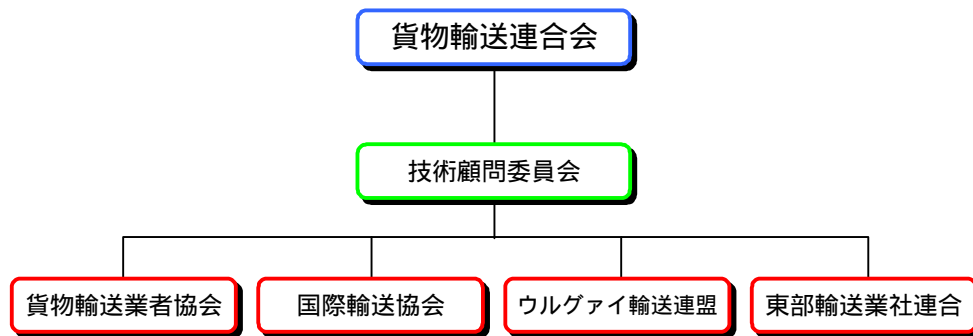 貨物輸送連合会
技術顧問委員会
貨物輸送業者協会
国際輸送協会
ウルグァイ輸送連盟
東部輸送業社連合